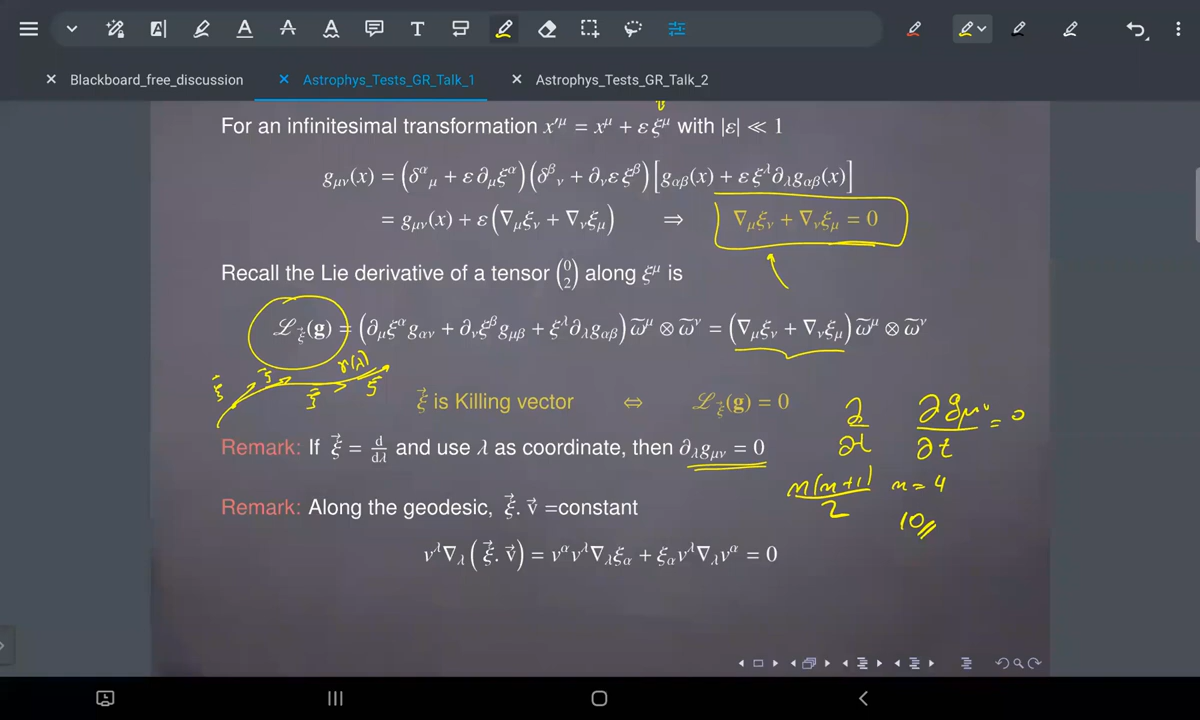 Blackboard_free_discussion Astrophys_Tests_GR_Talk_1 Astrophys_Tests_GR_Talk_2
For an infinitesimal transformation x′^μ = x^μ + ε ξ^μ with |ε| ≪ 1
g_μν(x) = (δ^α_μ + ε ∂_μξ^α)(δ^β_ν + ∂_νε ξ^β)[g_αβ(x) + ε ξ^λ∂_λg_αβ(x)]
= g_μν(x) + ε(∇_μξ_ν + ∇_νξ_μ) ⇒ ∇_μξ_ν + ∇_νξ_μ = 0
Recall the Lie derivative of a tensor (0 2) along ξ^μ is
ℒ_ξ⃗(g) = (∂_μξ^α g_αν + ∂_νξ^β g_μβ + ξ^λ∂_λg_αβ) ω̃^μ ⊗ ω̃^ν = (∇_μξ_ν + ∇_νξ_μ) ω̃^μ ⊗ ω̃^ν
ξ⃗ ξ⃗ ξ⃗ ξ⃗ γ(λ)
ξ⃗ is Killing vector ⇔ ℒ_ξ⃗(g) = 0
∂/∂t ∂g_μν/∂t = 0
Remark: If ξ⃗ = d/dλ and use λ as coordinate, then ∂_λg_μν = 0
n(n+1)/2 n = 4
10
Remark: Along the geodesic, ξ⃗. v⃗ =constant
v^λ∇_λ(ξ⃗. v⃗) = v^αv^λ∇_λξ_α + ξ_αv^λ∇_λv^α = 0